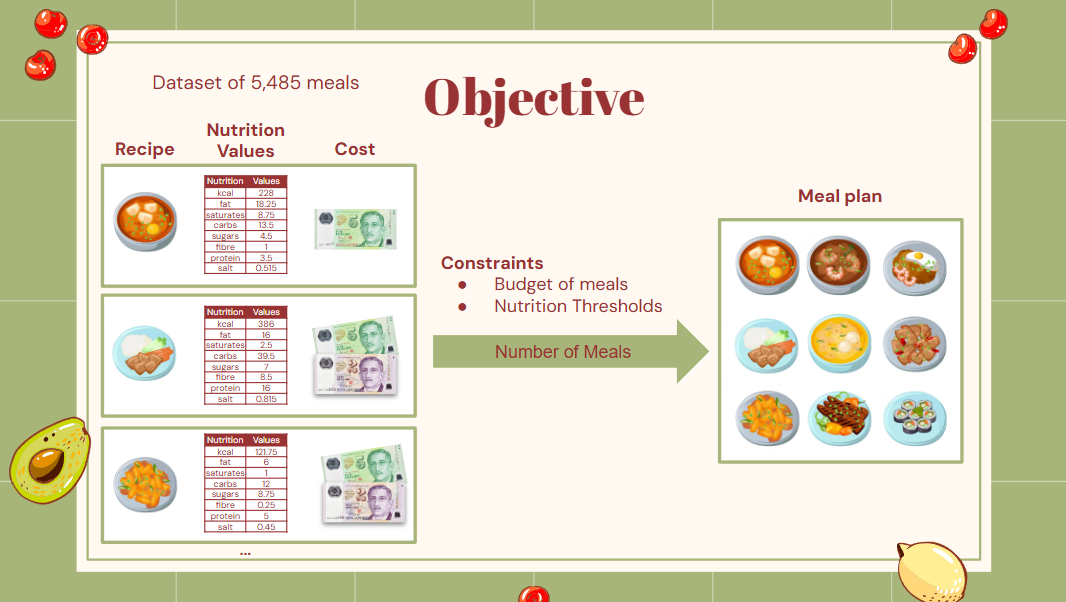 Dataset of 5,485 meals
Objective
Recipe
Nutrition
Values
Cost
Nutrition Values
kcal 228
fat 18.25
saturates 8.75
carbs 13.5
sugars 4.5
fibre 1
protein 3.5
salt 0.515
Nutrition Values
kcal 386
fat 16
saturates 2.5
carbs 39.5
sugars 7
fibre 8.5
protein 16
salt 0.815
Nutrition Values
kcal 121.75
fat 6
saturates 1
carbs 12
sugars 8.75
fibre 0.25
protein 5
salt 0.45
...
Constraints
● Budget of meals
● Nutrition Thresholds
Number of Meals
Meal plan